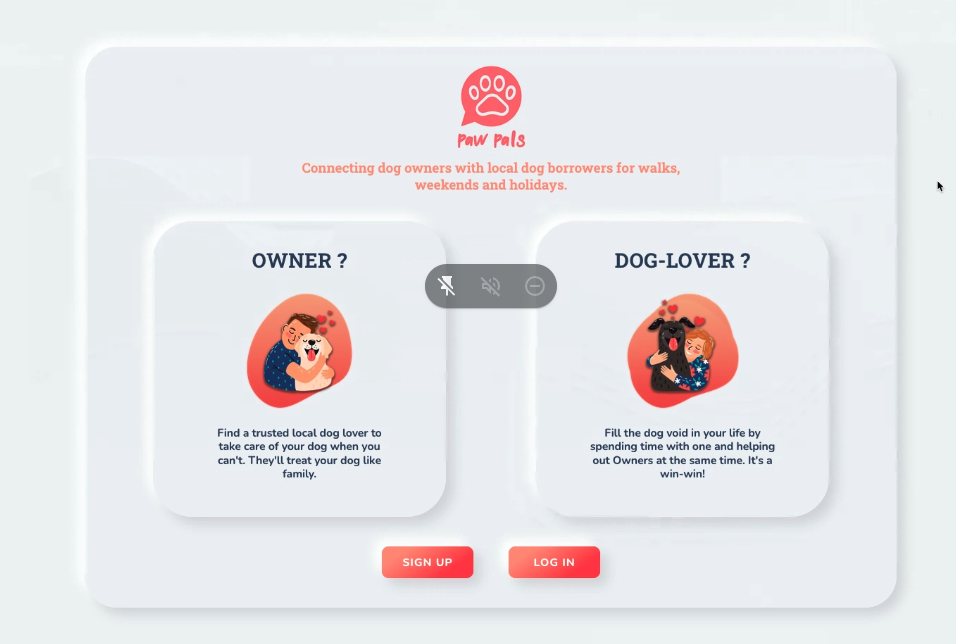 paw pals
Connecting dog owners with local dog borrowers for walks,
weekends and holidays.
OWNER ?
Find a trusted local dog lover to
take care of your dog when you
can't. They'll treat your dog like
family.
DOG-LOVER ?
Fill the dog void in your life by
spending time with one and helping
out Owners at the same time. It's a
win-win!
SIGN UP
LOG IN